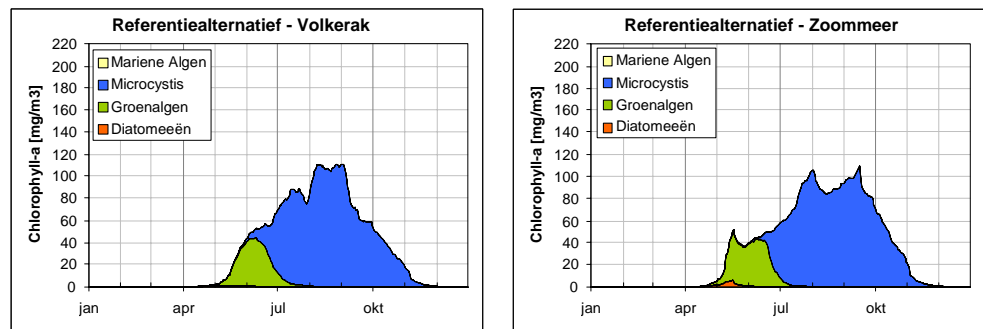 Referentiealternatief - Volkerak
Chlorophyll-a [mg/m3]
220
200
180
160
140
120
100
80
60
40
20
0
Mariene Algen
Microcystis
Groenalgen
Diatomeeën
jan apr jul okt
Referentiealternatief - Zoommeer
Chlorophyll-a [mg/m3]
220
200
180
160
140
120
100
80
60
40
20
0
Mariene Algen
Microcystis
Groenalgen
Diatomeeën
jan apr jul okt